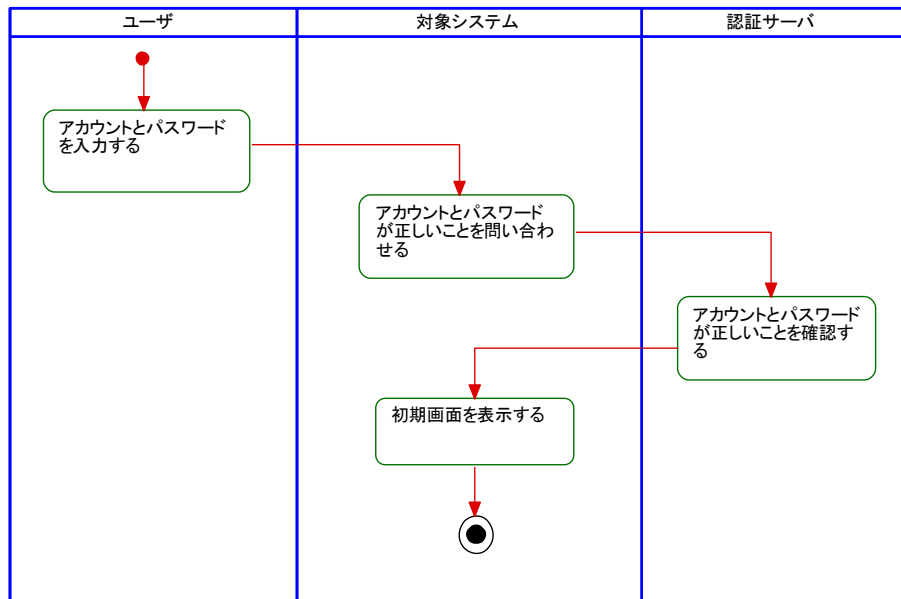 ユーザ
対象システム
認証サーバ
アカウントとパスワード
を入力する
アカウントとパスワード
が正しいことを問い合わ
せる
アカウントとパスワード
が正しいことを確認す
る
初期画面を表示する